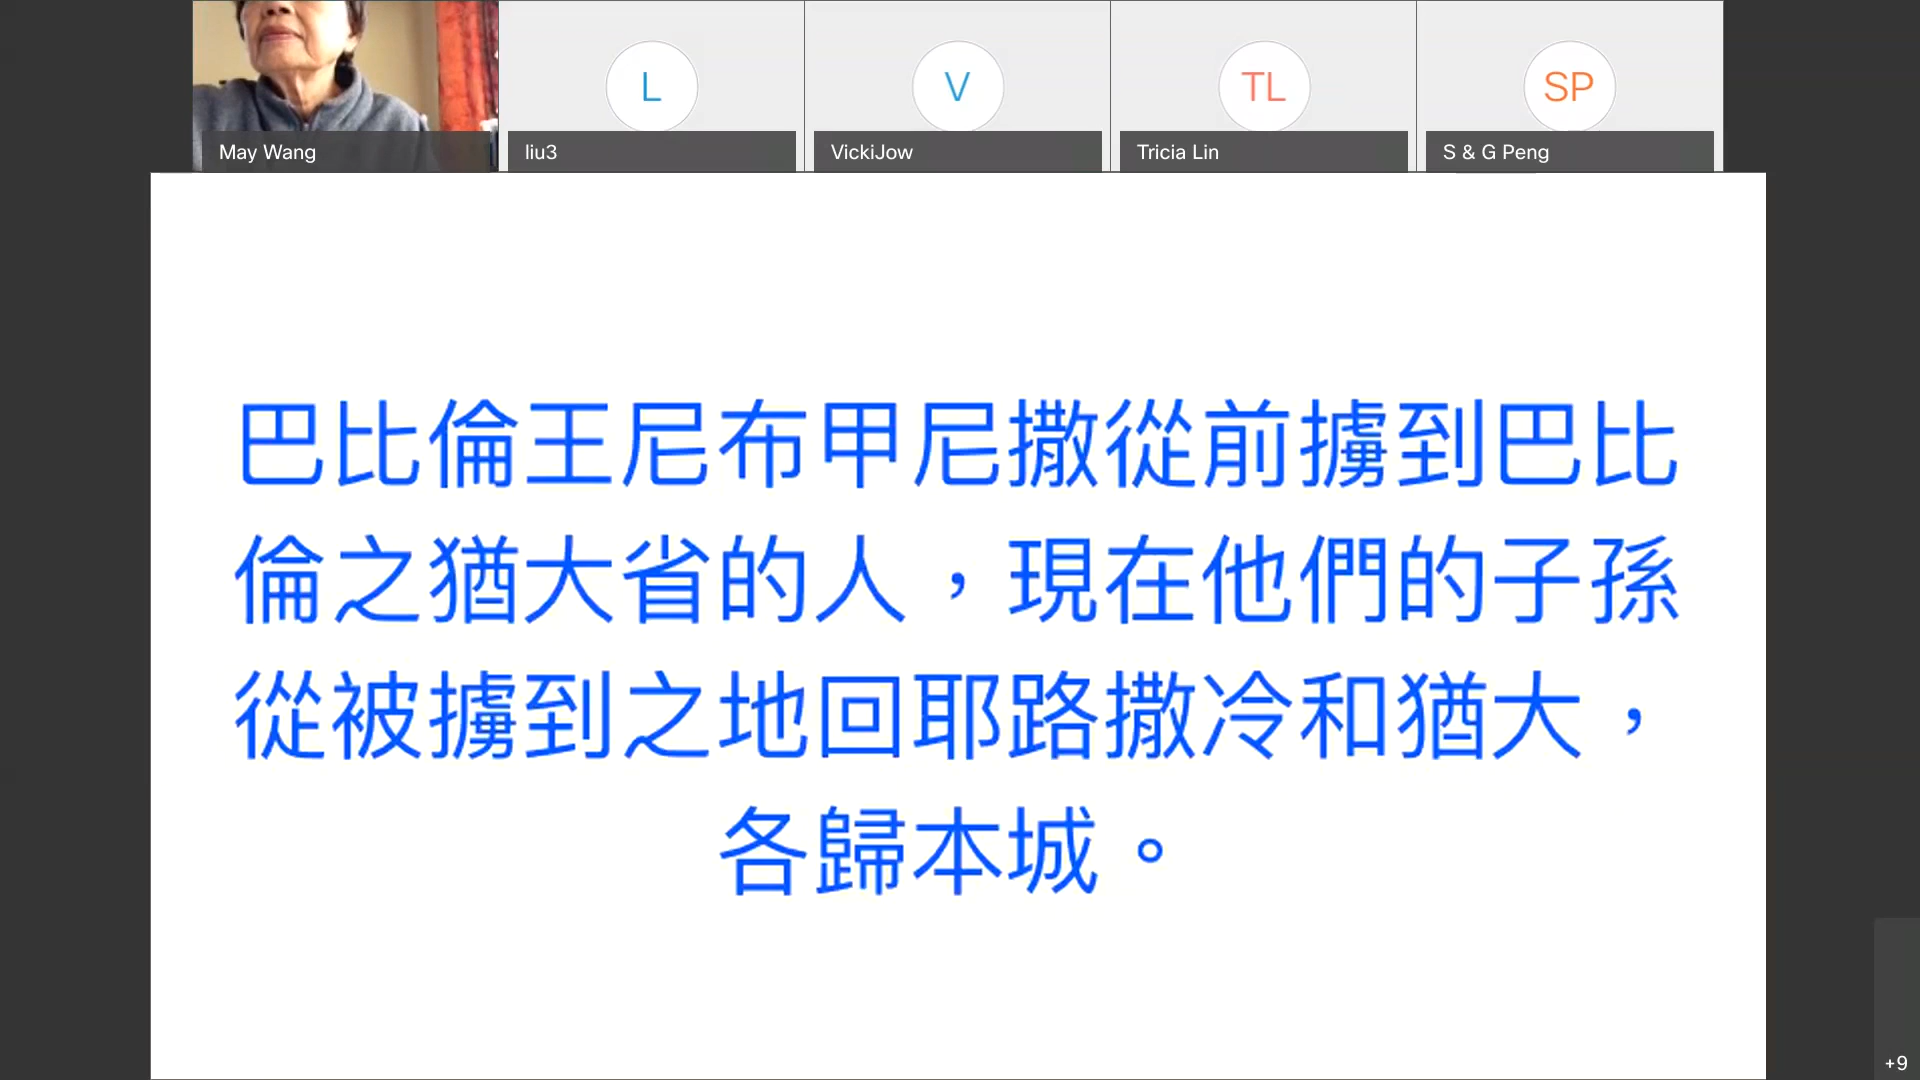 L
V
TL
SP
May Wang
liu3
VickiJow
Tricia Lin
S & G Peng
巴比倫王尼布甲尼撒從前擄到巴比
倫之猶大省的人，現在他們的子孫
從被擄到之地回耶路撒冷和猶大，
各歸本城。
+9